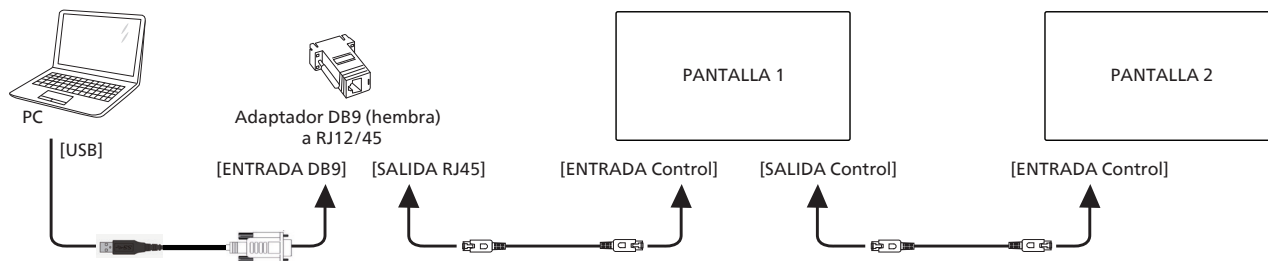 PANTALLA 1
PANTALLA 2
PC
Adaptador DB9 (hembra)
a RJ12/45
[USB]
[ENTRADA DB9]
[SALIDA RJ45]
[ENTRADA Control]
[SALIDA Control]
[ENTRADA Control]